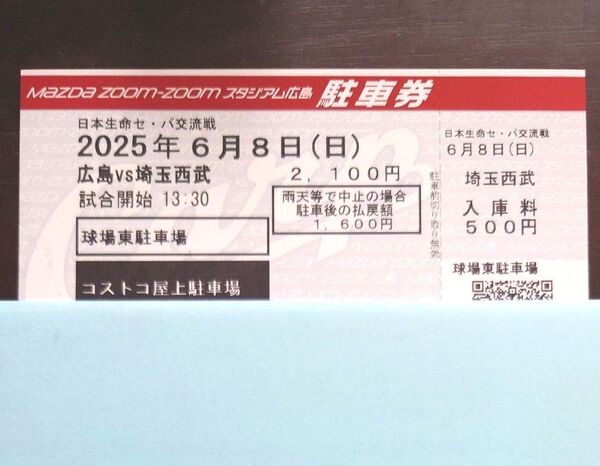 Mazda Zoom-Zoom スタジアム広島 駐車券
日本生命セ・パ交流戦
2025年6月8日(日)
広島vs埼玉西武 2,100円
試合開始 13:30
雨天等で中止の場合
駐車後の払戻額
1,600円
球場東駐車場
コストコ屋上駐車場
駐車前切り取り無効
日本生命セ・パ交流戦
6月8日(日)
埼玉西武
入庫料
500円
球場東駐車場